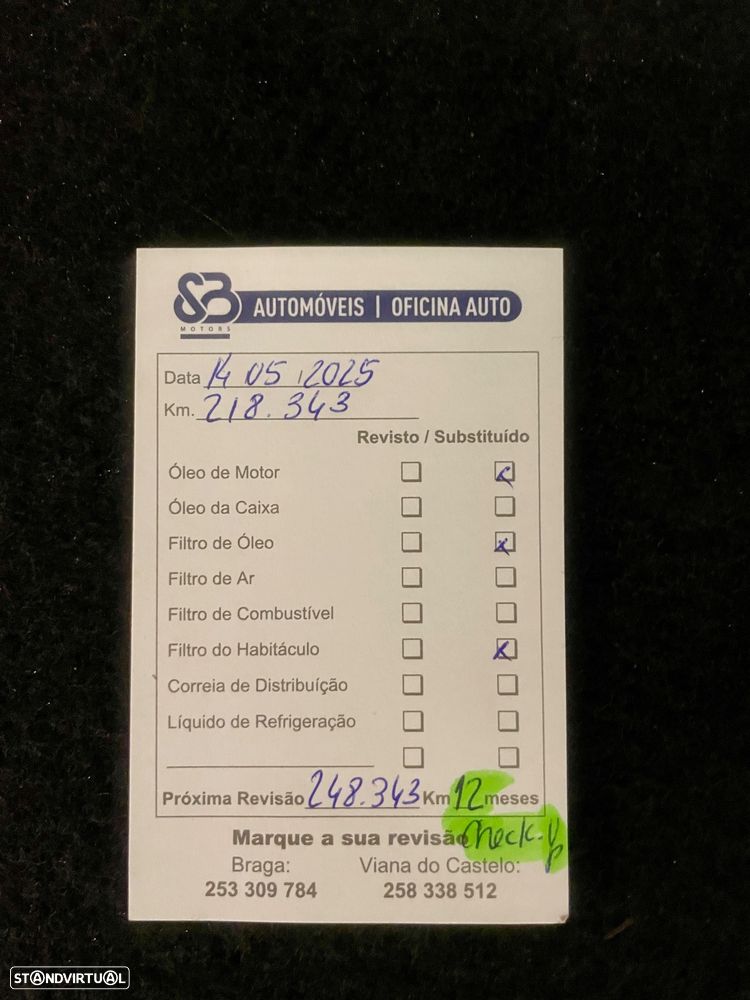 SB AUTOMÓVEIS | OFICINA AUTO
MOTORS
Data 14 05 2025
Km. 218.343
Revisto / Substituído
Óleo de Motor
Óleo da Caixa
Filtro de Óleo
Filtro de Ar
Filtro de Combustível
Filtro do Habitáculo
Correia de Distribuíção
Líquido de Refrigeração
Próxima Revisão 248.343 Km 12 meses
Marque a sua revisão Check-Up
Braga: Viana do Castelo:
253 309 784 258 338 512
STANDVIRTUAL